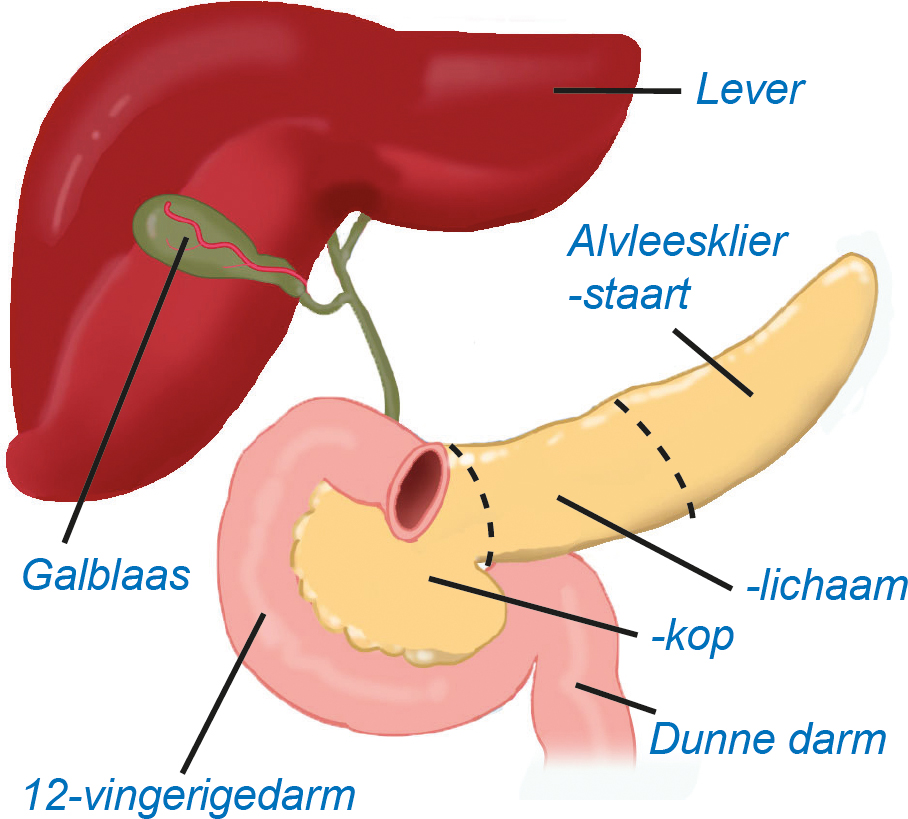 Lever
Alvleesklier
-staart
Galblaas
-lichaam
-kop
Dunne darm
12-vingerigedarm